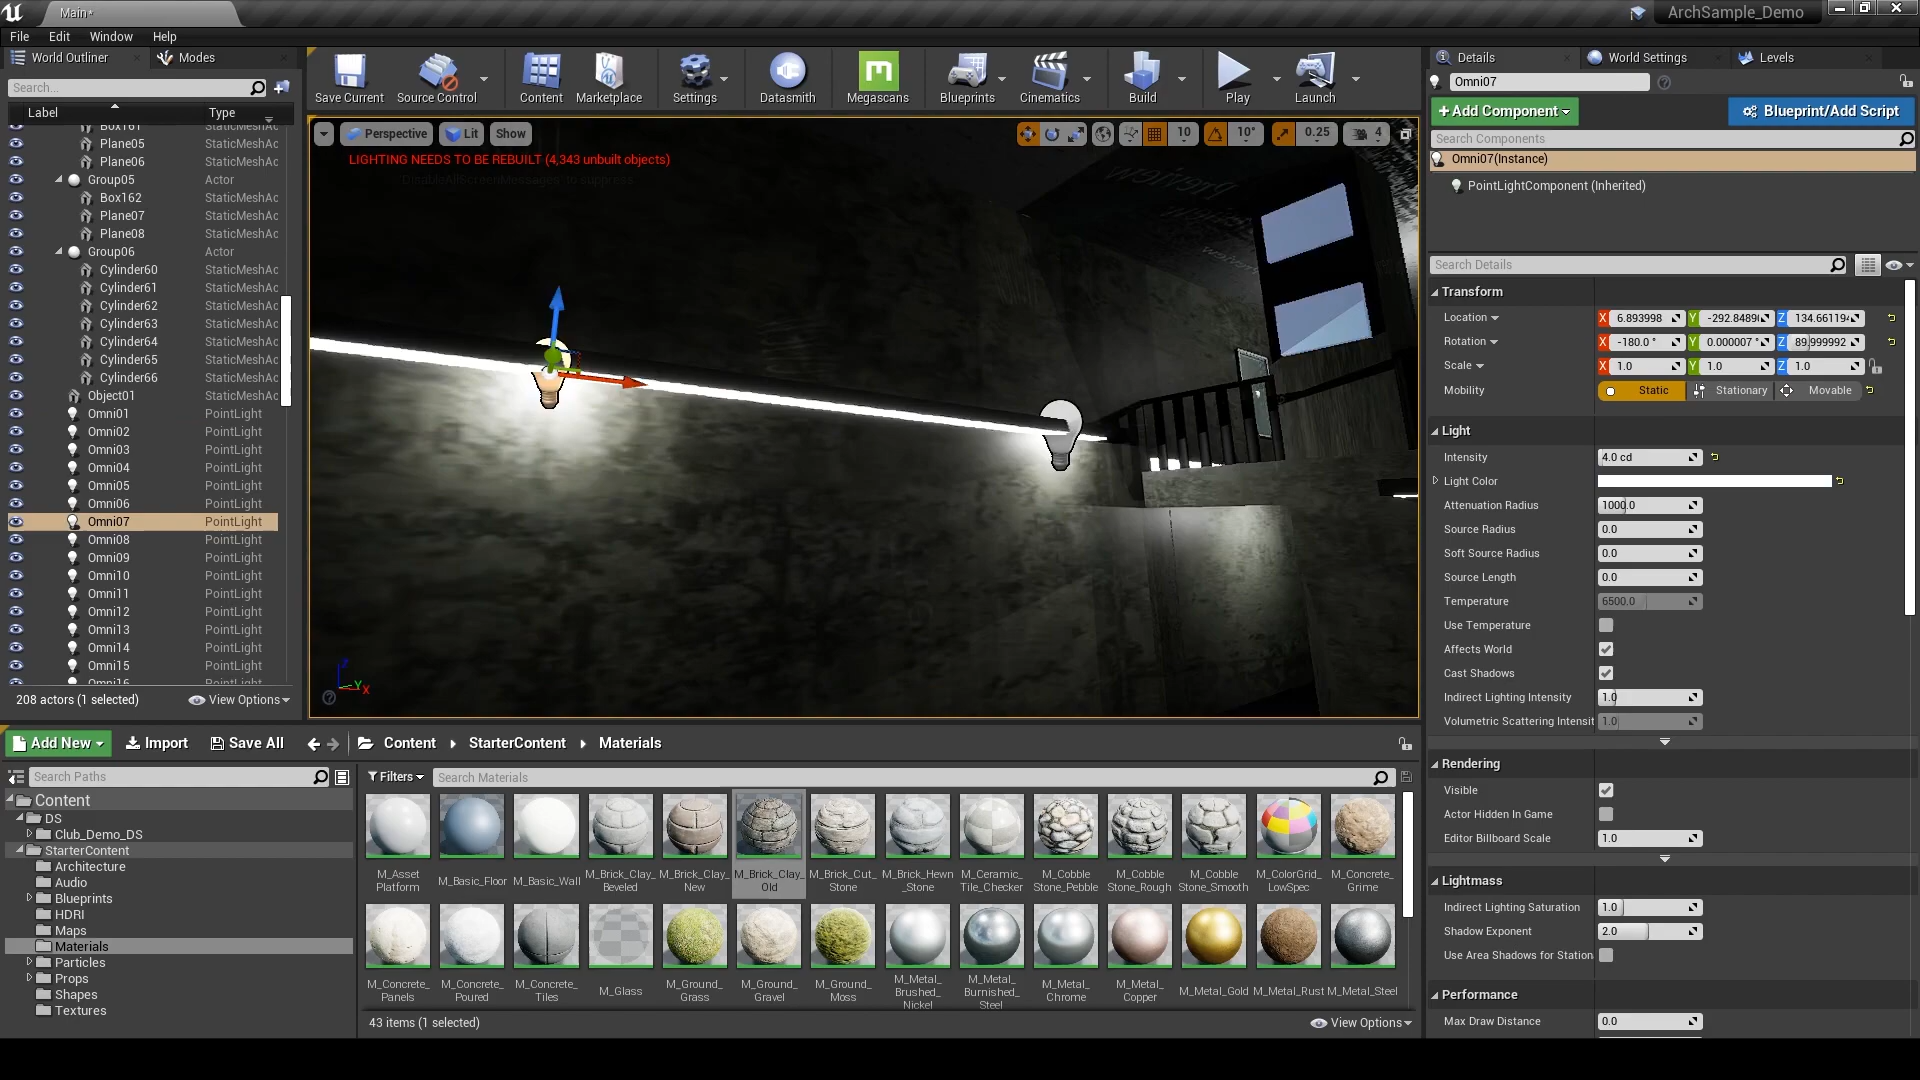 Main*
ArchSample_Demo
File Edit Window Help
World Outliner
Modes
Search...
Label Type
Box161 StaticMeshAc
Plane05 StaticMeshAc
Plane06 StaticMeshAc
Group05 Actor
Box162 StaticMeshAc
Plane07 StaticMeshAc
Plane08 StaticMeshAc
Group06 Actor
Cylinder60 StaticMeshAc
Cylinder61 StaticMeshAc
Cylinder62 StaticMeshAc
Cylinder63 StaticMeshAc
Cylinder64 StaticMeshAc
Cylinder65 StaticMeshAc
Cylinder66 StaticMeshAc
Object01 StaticMeshAc
Omni01 PointLight
Omni02 PointLight
Omni03 PointLight
Omni04 PointLight
Omni05 PointLight
Omni06 PointLight
Omni07 PointLight
Omni08 PointLight
Omni09 PointLight
Omni10 PointLight
Omni11 PointLight
Omni12 PointLight
Omni13 PointLight
Omni14 PointLight
Omni15 PointLight
Omni16 PointLight
208 actors (1 selected)
View Options
Save Current Source Control Content Marketplace Settings Datasmith Megascans Blueprints Cinematics Build Play Launch
Perspective Lit Show
10 10° 0.25 4
LIGHTING NEEDS TO BE REBUILT (4,343 unbuilt objects)
'DisableAllScreenMessages' to suppress
Z Y X
Details
World Settings
Levels
Omni07
+Add Component
Blueprint/Add Script
Search Components
Omni07(Instance)
PointLightComponent (Inherited)
Search Details
Transform
Location X 6.893998 Y -292.8489 Z 134.66119
Rotation X -180.0 ° Y 0.000007 ° Z 89.999992
Scale X 1.0 Y 1.0 Z 1.0
Mobility Static Stationary Movable
Light
Intensity 4.0 cd
Light Color
Attenuation Radius 1000.0
Source Radius 0.0
Soft Source Radius 0.0
Source Length 0.0
Temperature 6500.0
Use Temperature
Affects World
Cast Shadows
Indirect Lighting Intensity 1.0
Volumetric Scattering Intensit 1.0
Rendering
Visible
Actor Hidden In Game
Editor Billboard Scale 1.0
Lightmass
Indirect Lighting Saturation 1.0
Shadow Exponent 2.0
Use Area Shadows for Station
Performance
Max Draw Distance 0.0
Add New Import Save All
Content StarterContent Materials
Search Paths
Content
DS
Club_Demo_DS
StarterContent
Architecture
Audio
Blueprints
HDRI
Maps
Materials
Particles
Props
Shapes
Textures
Filters
Search Materials
M_Asset
Platform
M_Basic_Floor
M_Basic_Wall
M_Brick_Clay_
Beveled
M_Brick_Clay_
New
M_Brick_Clay_
Old
M_Brick_Cut_
Stone
M_Brick_Hewn
_Stone
M_Ceramic_
Tile_Checker
M_Cobble
Stone_Pebble
M_Cobble
Stone_Rough
M_Cobble
Stone_Smooth
M_ColorGrid_
LowSpec
M_Concrete_
Grime
M_Concrete_
Panels
M_Concrete_
Poured
M_Concrete_
Tiles
M_Glass
M_Ground_
Grass
M_Ground_
Gravel
M_Ground_
Moss
M_Metal_
Brushed_
Nickel
M_Metal_
Burnished_
Steel
M_Metal_
Chrome
M_Metal_
Copper
M_Metal_Gold
M_Metal_Rust
M_Metal_Steel
43 items (1 selected)
View Options